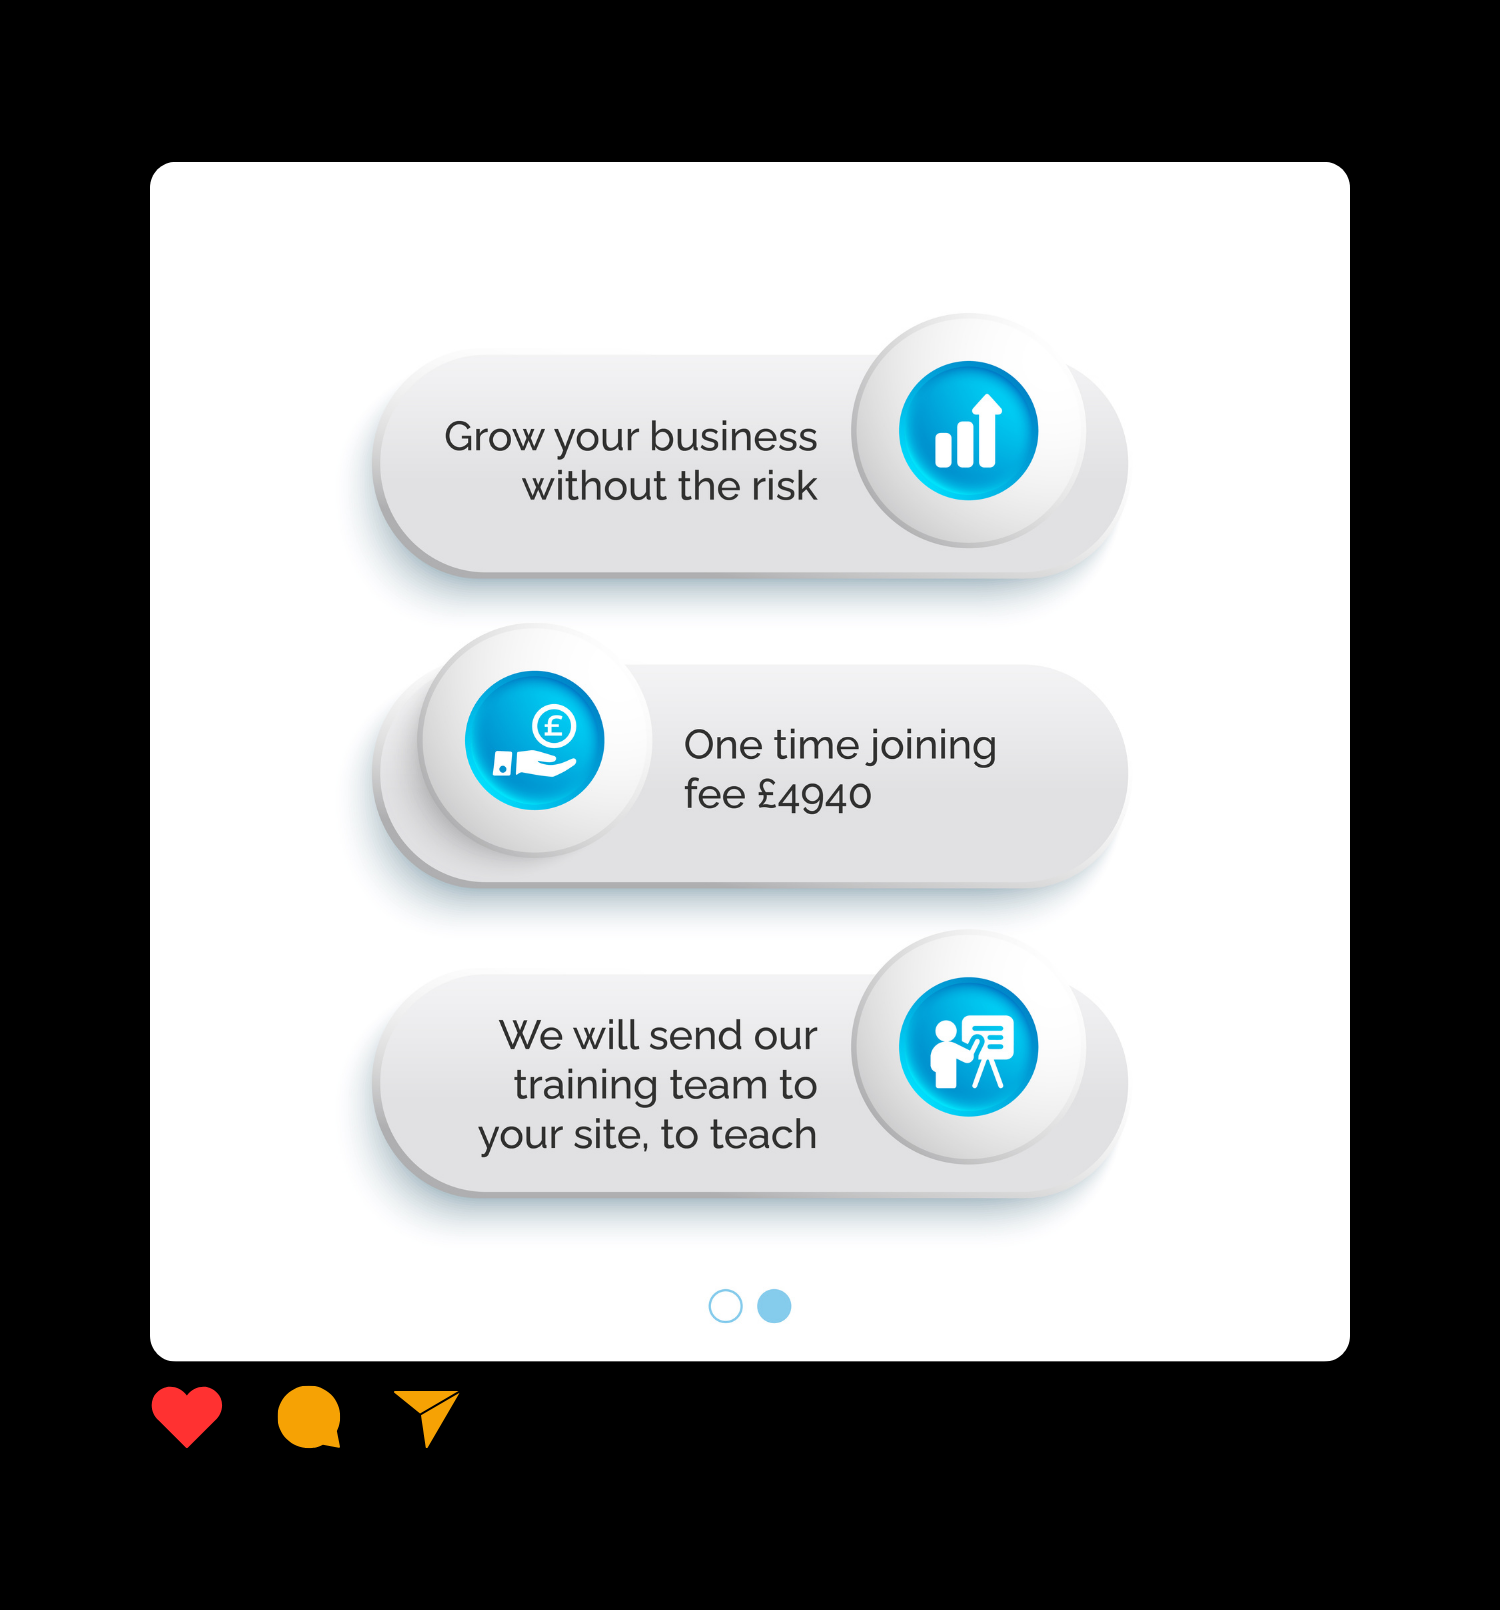 Grow your business
without the risk
£
One time joining
fee £4940
We will send our
training team to
your site, to teach